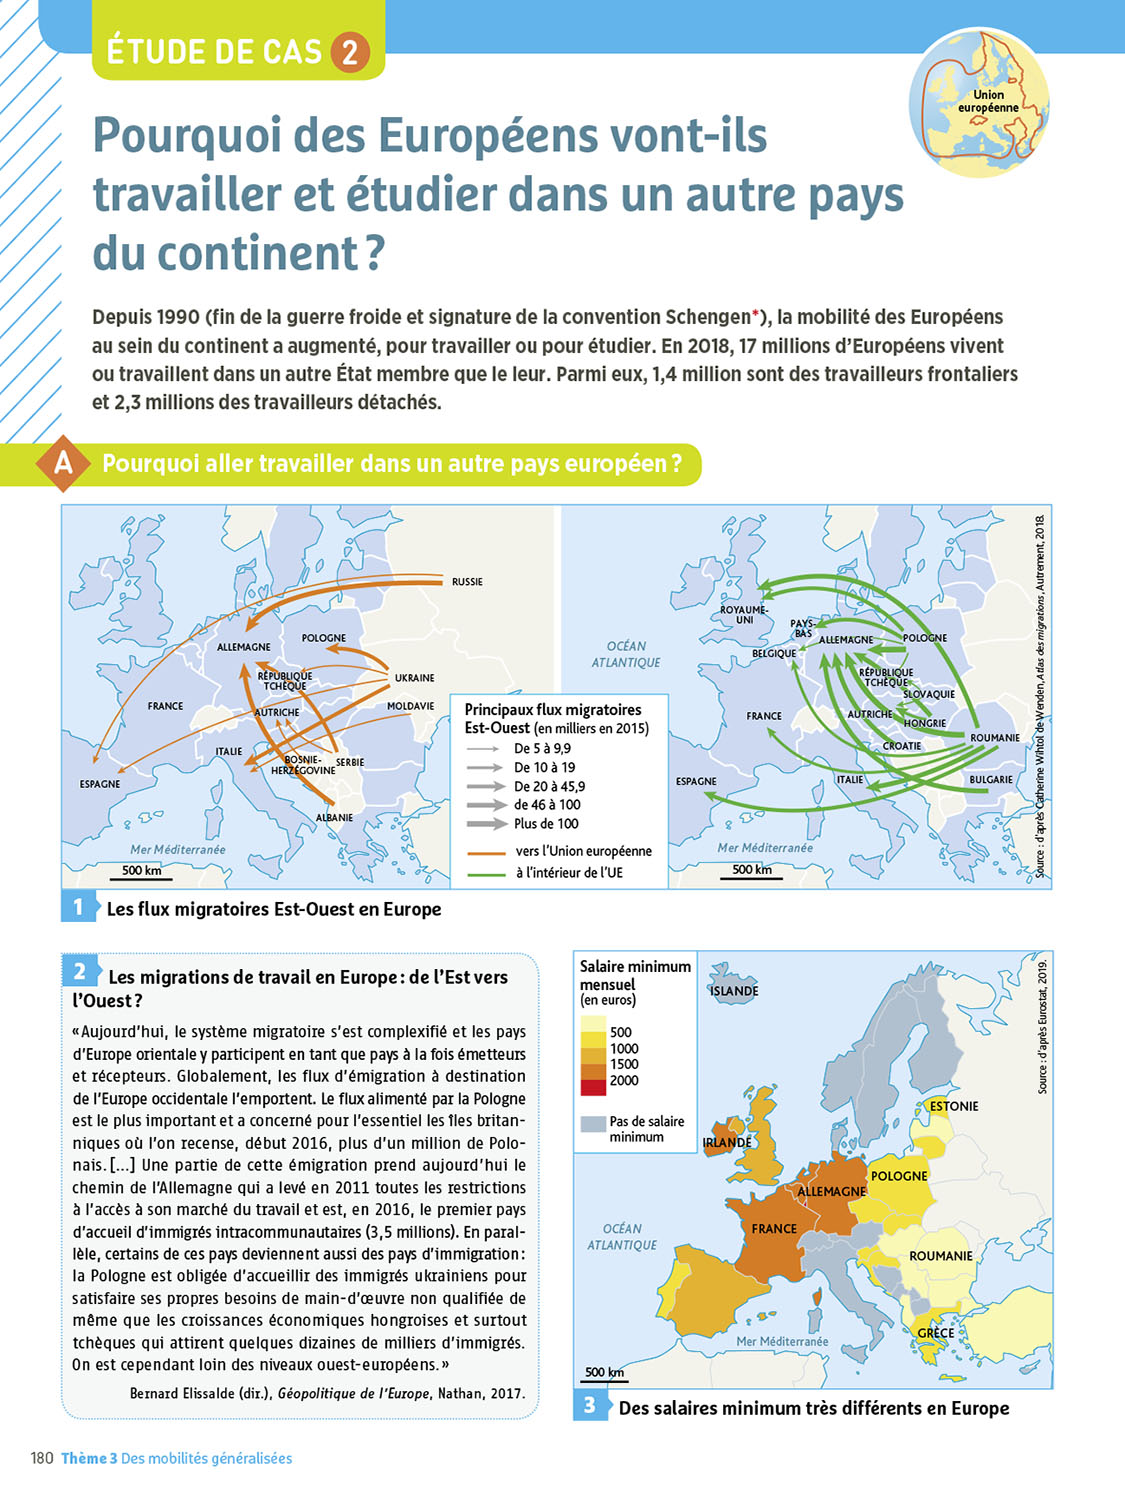 ÉTUDE DE CAS 2
Union
européenne
Pourquoi des Européens vont-ils
travailler et étudier dans un autre pays
du continent ?
Depuis 1990 (fin de la guerre froide et signature de la convention Schengen*), la mobilité des Européens
au sein du continent a augmenté, pour travailler ou pour étudier. En 2018, 17 millions d'Européens vivent
ou travaillent dans un autre État membre que le leur. Parmi eux, 1,4 million sont des travailleurs frontaliers
et 2,3 millions des travailleurs détachés.
A Pourquoi aller travailler dans un autre pays européen ?
RUSSIE
ALLEMAGNE
POLOGNE
RÉPUBLIQUE
TCHÈQUE
UKRAINE
FRANCE
AUTRICHE
MOLDAVIE
ITALIE
BOSNIE-
HERZÉGOVINE
SERBIE
ESPAGNE
ALBANIE
Mer Méditerranée
500 km
Principaux flux migratoires
Est-Ouest (en milliers en 2015)
De 5 à 9,9
De 10 à 19
De 20 à 45,9
de 46 à 100
Plus de 100
vers l'Union européenne
à l'intérieur de l'UE
OCÉAN
ATLANTIQUE
ROYAUME-
UNI
PAYS-
BAS
ALLEMAGNE
POLOGNE
BELGIQUE
RÉPUBLIQUE
TCHÈQUE
SLOVAQUIE
FRANCE
AUTRICHE
HONGRIE
ROUMANIE
CROATIE
ESPAGNE
ITALIE
BULGARIE
Mer Méditerranée
500 km
Source : d'après Catherine Wihtol de Wenden, Atlas des migrations, Autrement, 2018.
1 Les flux migratoires Est-Ouest en Europe
2 Les migrations de travail en Europe : de l'Est vers
l'Ouest ?
« Aujourd'hui, le système migratoire s'est complexifié et les pays
d'Europe orientale y participent en tant que pays à la fois émetteurs
et récepteurs. Globalement, les flux d'émigration à destination
de l'Europe occidentale l'emportent. Le flux alimenté par la Pologne
est le plus important et concerné pour l'essentiel les îles britan-
niques où l'on recense, début 2016, plus d'un million de Polo-
nais. [...] Une partie de cette émigration prend aujourd'hui le
chemin de l'Allemagne qui a levé en 2011 toutes les restrictions
à l'accès à son marché du travail et est, en 2016, le premier pays
d'accueil d'immigrés intracommunautaires (3,5 millions). En paral-
lèle, certains de ces pays deviennent aussi des pays d'immigration :
la Pologne est obligée d'accueillir des immigrés ukrainiens pour
satisfaire ses propres besoins de main-d'œuvre non qualifiée de
même que les croissances économiques hongroises et surtout
tchèques qui attirent quelques dizaines de milliers d'immigrés.
On est cependant loin des niveaux ouest-européens. »
Bernard Elissalde (dir.), Géopolitique de l'Europe, Nathan, 2017.
Salaire minimum
mensuel
(en euros)
500
1000
1500
2000
Pas de salaire
minimum
ISLANDE
ESTONIE
IRLANDE
POLOGNE
ALLEMAGNE
FRANCE
OCÉAN
ATLANTIQUE
ROUMANIE
GRÈCE
Mer Méditerranée
500 km
Source : d'après Eurostat, 2019.
3 Des salaires minimum très différents en Europe
180 Thème 3 Des mobilités généralisées